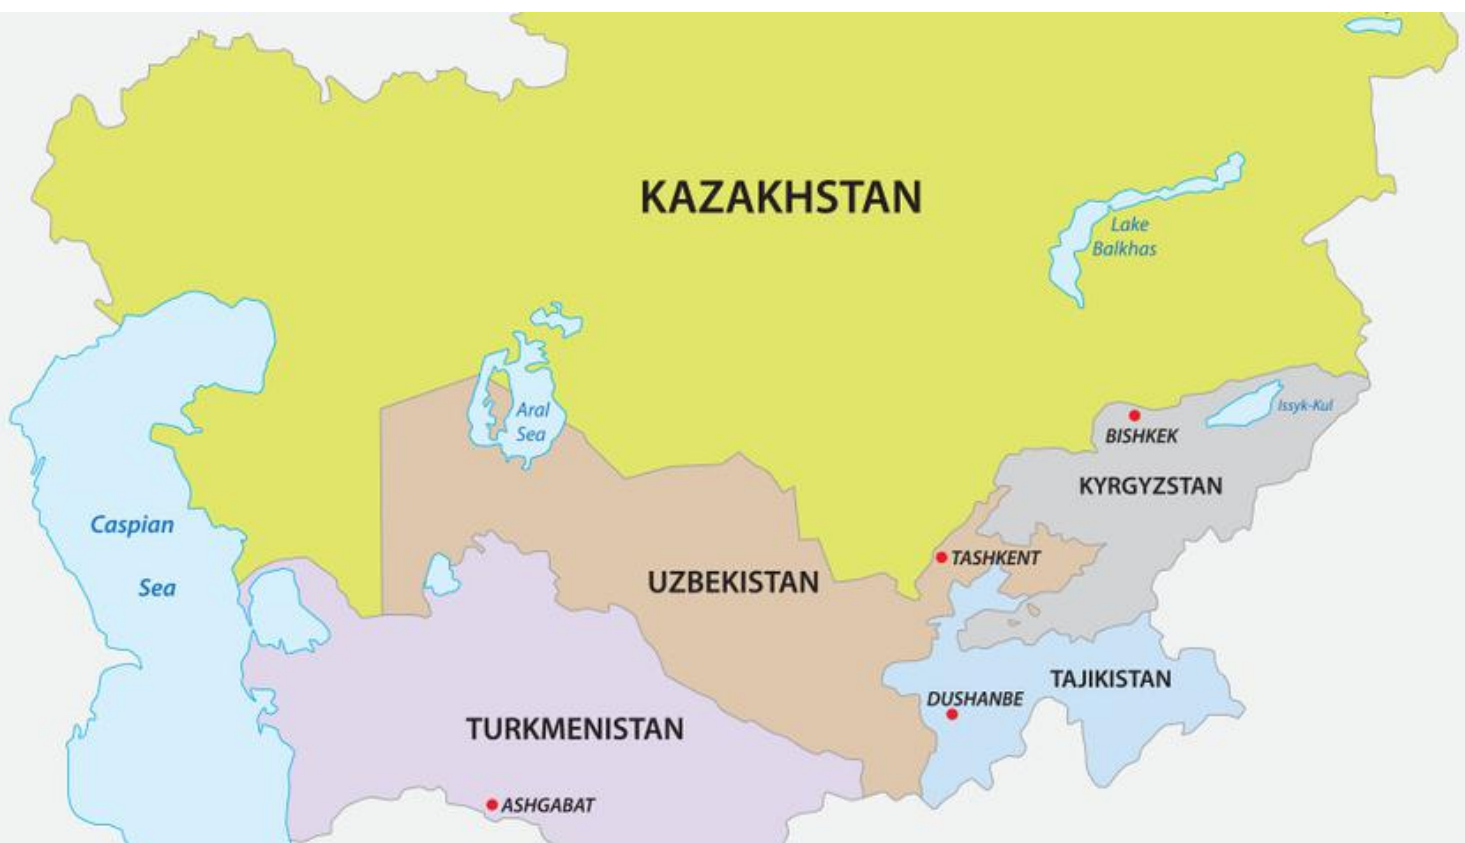 KAZAKHSTAN
Lake
Balkhas
Aral
Sea
Issyk-Kul
BISHKEK
KYRGYZSTAN
Caspian
Sea
TASHKENT
UZBEKISTAN
TAJIKISTAN
DUSHANBE
TURKMENISTAN
ASHGABAT